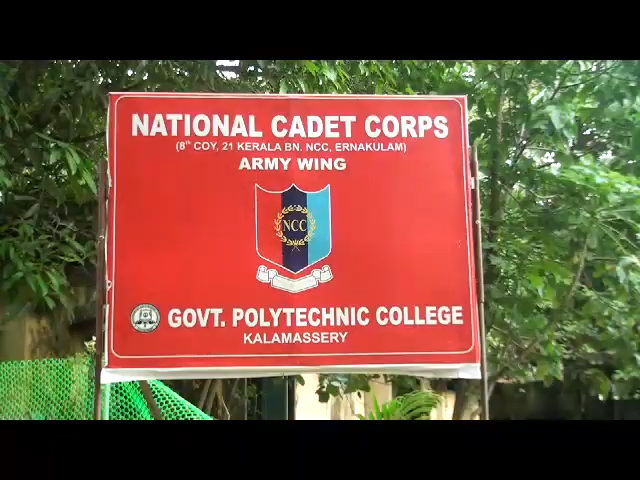 NATIONAL CADET CORPS
(8th COY, 21 KERALA BN. NCC, ERNAKULAM)
ARMY WING
NCC
GOVT. POLYTECHNIC COLLEGE
KALAMASSERY